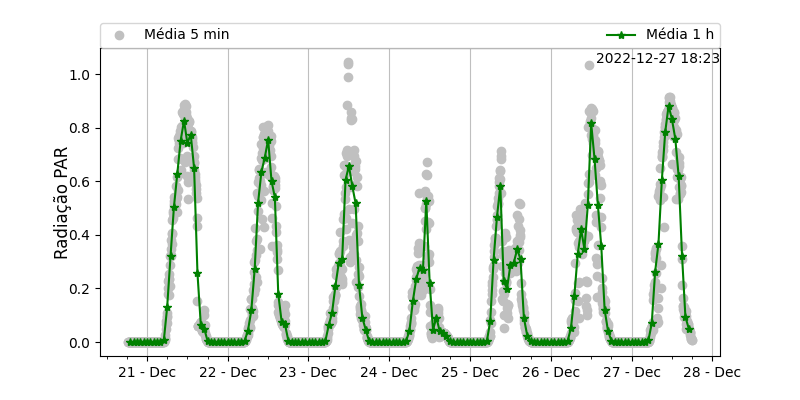 Média 5 min
Média 1 h
2022-12-27 18:23
Radiação PAR
1.0
0.8
0.6
0.4
0.2
0.0
21 - Dec
22 - Dec
23 - Dec
24 - Dec
25 - Dec
26 - Dec
27 - Dec
28 - Dec